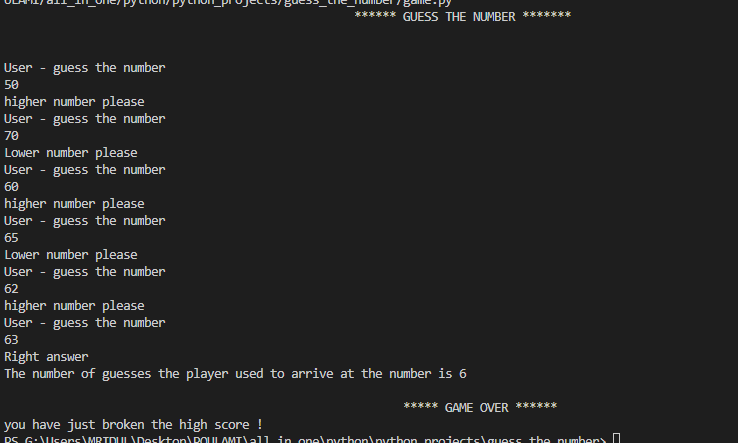 OULAMI/all_in_one/python/python_projects/guess_the_number/game.py
****** GUESS THE NUMBER *******
User - guess the number
50
higher number please
User - guess the number
70
Lower number please
User - guess the number
60
higher number please
User - guess the number
65
Lower number please
User - guess the number
62
higher number please
User - guess the number
63
Right answer
The number of guesses the player used to arrive at the number is 6
***** GAME OVER ******
you have just broken the high score !
PS G:\Users\MRIDUL\Desktop\POULAMI\all_in_one\python\python_projects\guess_the_number>